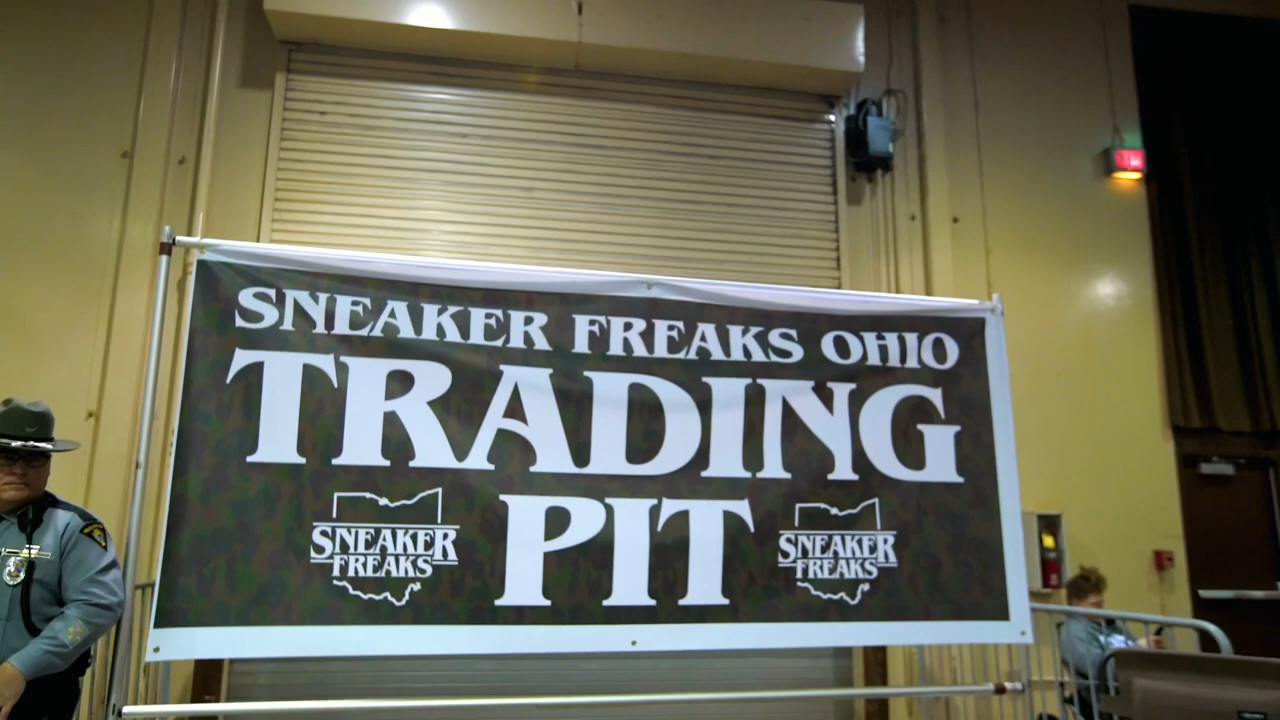 SNEAKER FREAKS OHIO
TRADING
PIT
SNEAKER
FREAKS
SNEAKER
FREAKS